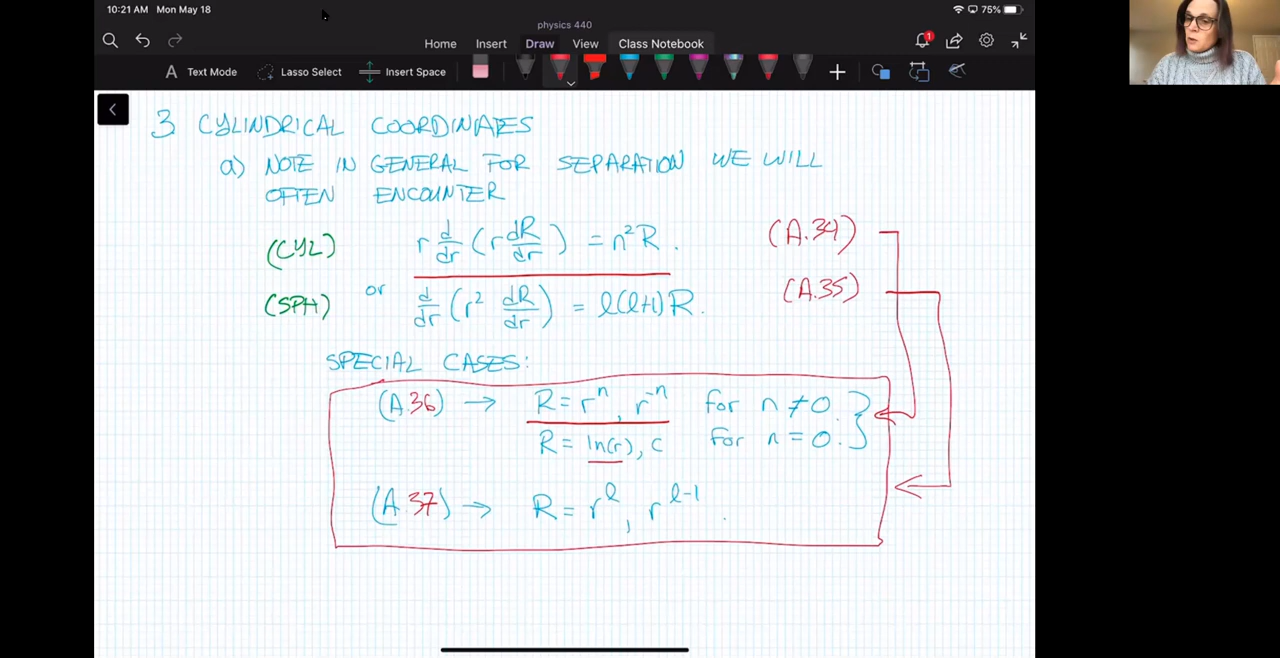 10:21 AM Mon May 18
75%
physics 440
Home Insert Draw View Class Notebook
1
Text Mode Lasso Select Insert Space
3 CYLINDRICAL COORDINATES
a) NOTE IN GENERAL FOR SEPARATION WE WILL
OFTEN ENCOUNTER
(CYL) r d/dr (r dR/dr) = n²R. (A.34)
(SPH) or d/dr (r² dR/dr) = l(l+1)R. (A.35)
SPECIAL CASES:
(A.36) → R = rⁿ, r⁻ⁿ for n ≠ 0.
R = ln(r), c for n = 0.
(A.37) → R = r^l, r^(l-1).